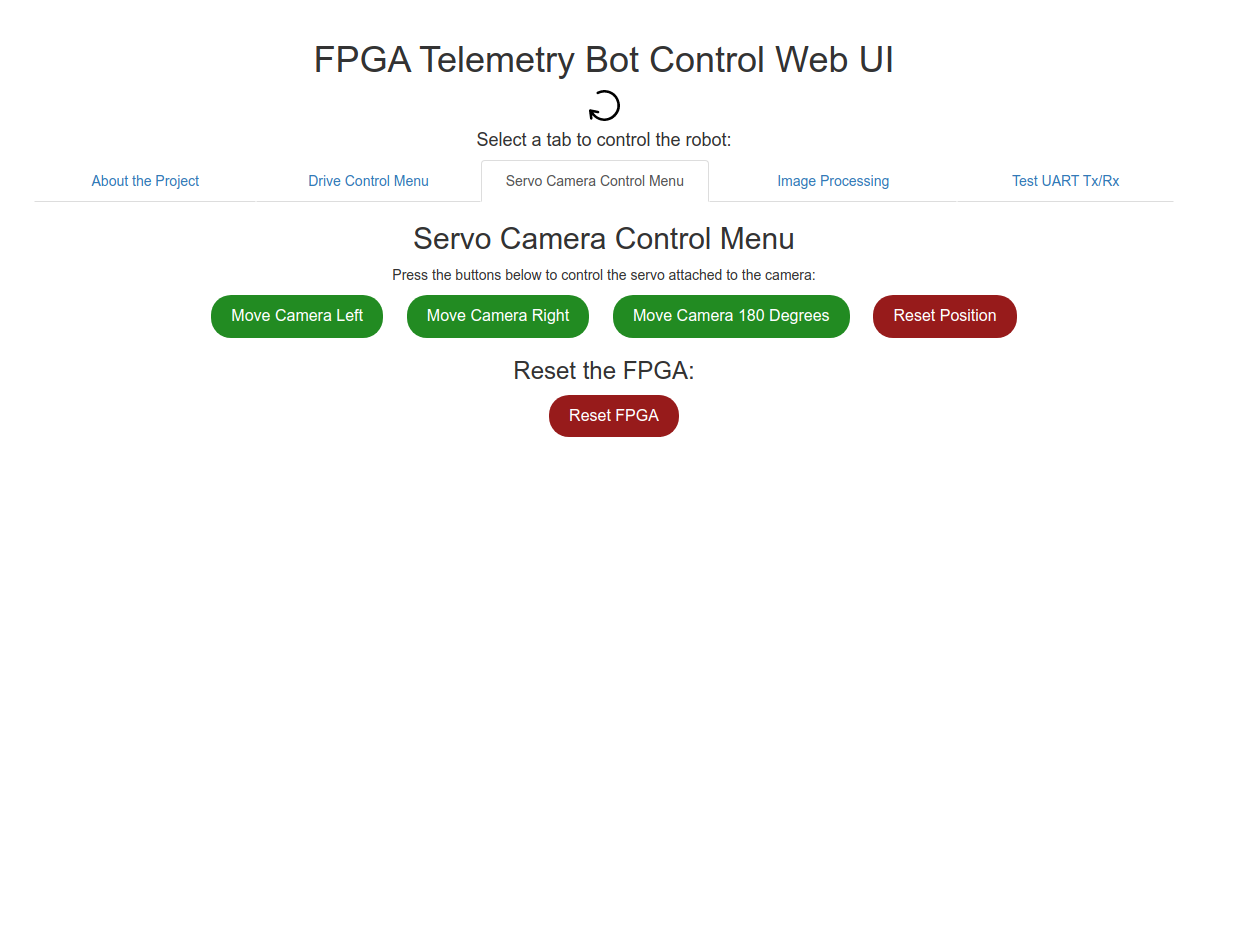 FPGA Telemetry Bot Control Web UI
Select a tab to control the robot:
About the Project Drive Control Menu Servo Camera Control Menu Image Processing Test UART Tx/Rx
Servo Camera Control Menu
Press the buttons below to control the servo attached to the camera:
Move Camera Left Move Camera Right Move Camera 180 Degrees Reset Position
Reset the FPGA:
Reset FPGA